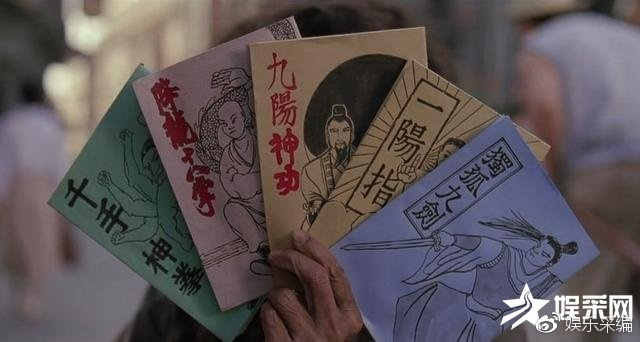 千手神拳
降龍十八掌
九陽神功
一陽指
獨孤九劍
娱采网
娱乐采编